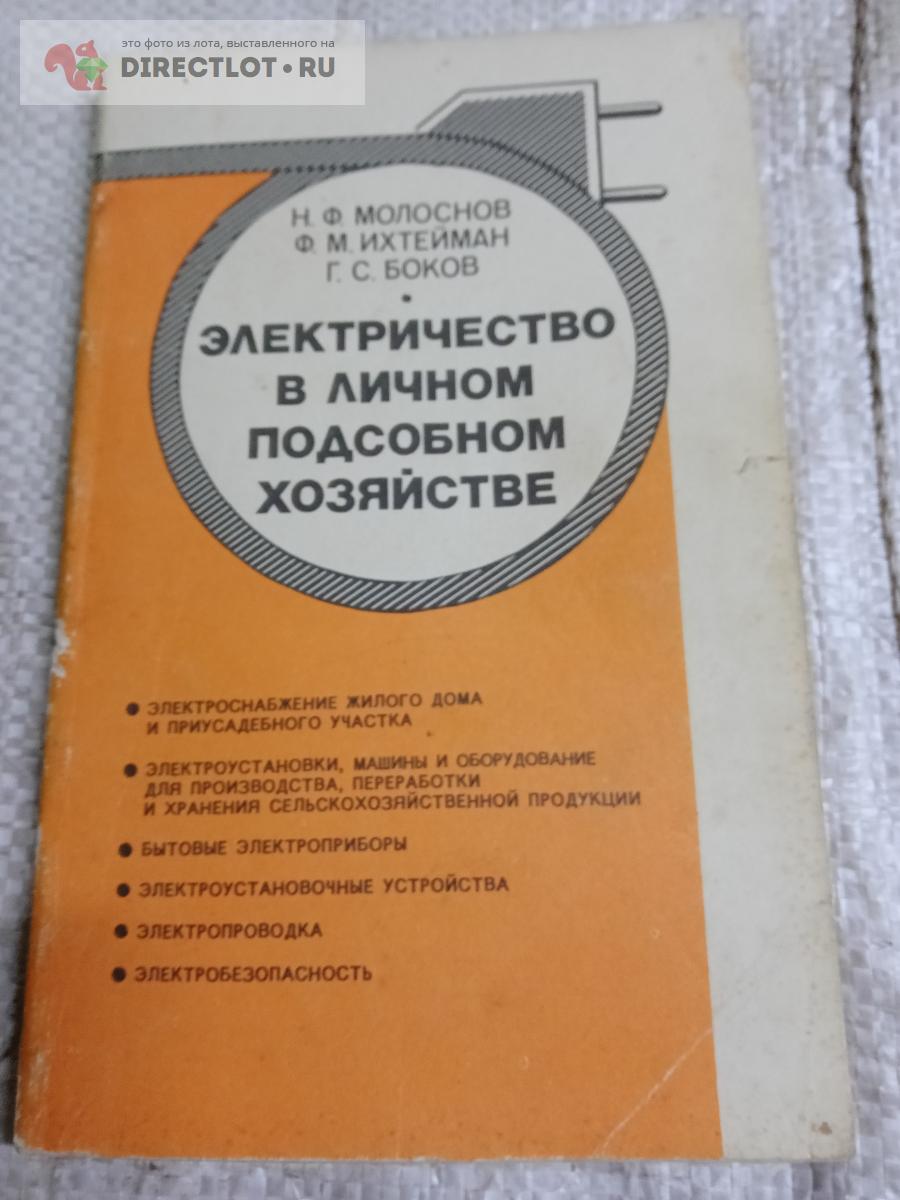 это фото из лота, выставленного на
DIRECTLOT•RU
Н. Ф. МОЛОСНОВ
Ф. М. ИХТЕЙМАН
Г. С. БОКОВ
•
ЭЛЕКТРИЧЕСТВО
В ЛИЧНОМ
ПОДСОБНОМ
ХОЗЯЙСТВЕ
● ЭЛЕКТРОСНАБЖЕНИЕ ЖИЛОГО ДОМА
И ПРИУСАДЕБНОГО УЧАСТКА
● ЭЛЕКТРОУСТАНОВКИ, МАШИНЫ И ОБОРУДОВАНИЕ
ДЛЯ ПРОИЗВОДСТВА, ПЕРЕРАБОТКИ
И ХРАНЕНИЯ СЕЛЬСКОХОЗЯЙСТВЕННОЙ ПРОДУКЦИИ
● БЫТОВЫЕ ЭЛЕКТРОПРИБОРЫ
● ЭЛЕКТРОУСТАНОВОЧНЫЕ УСТРОЙСТВА
● ЭЛЕКТРОПРОВОДКА
● ЭЛЕКТРОБЕЗОПАСНОСТЬ